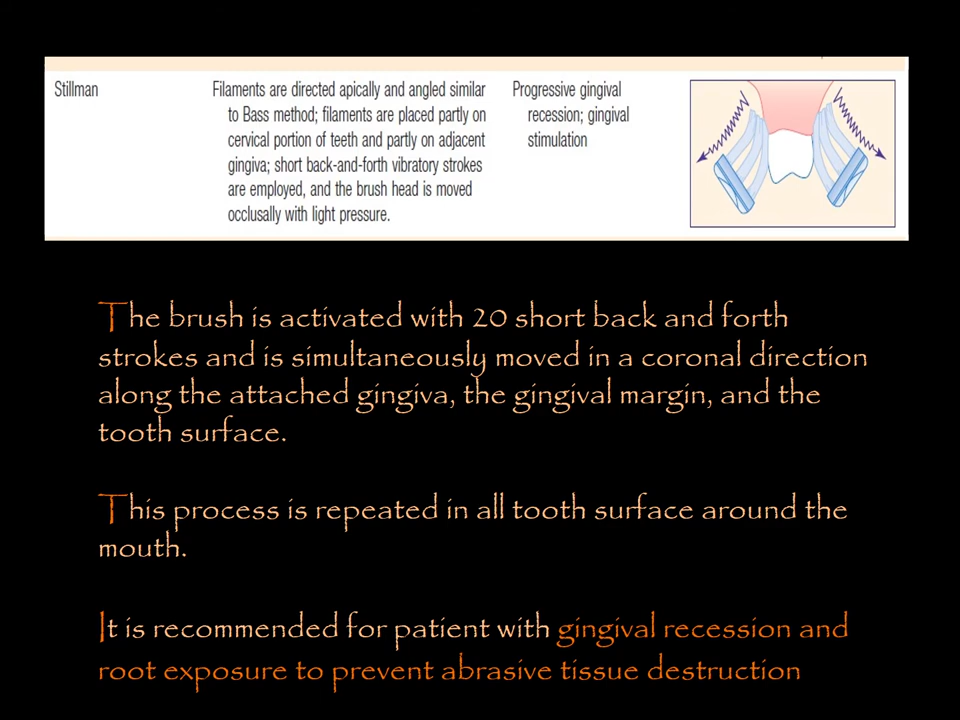 Stillman
Filaments are directed apically and angled similar
to Bass method; filaments are placed partly on
cervical portion of teeth and partly on adjacent
gingiva; short back-and-forth vibratory strokes
are employed, and the brush head is moved
occlusally with light pressure.
Progressive gingival
recession; gingival
stimulation
The brush is activated with 20 short back and forth
strokes and is simultaneously moved in a coronal direction
along the attached gingiva, the gingival margin, and the
tooth surface.
This process is repeated in all tooth surface around the
mouth.
It is recommended for patient with gingival recession and
root exposure to prevent abrasive tissue destruction